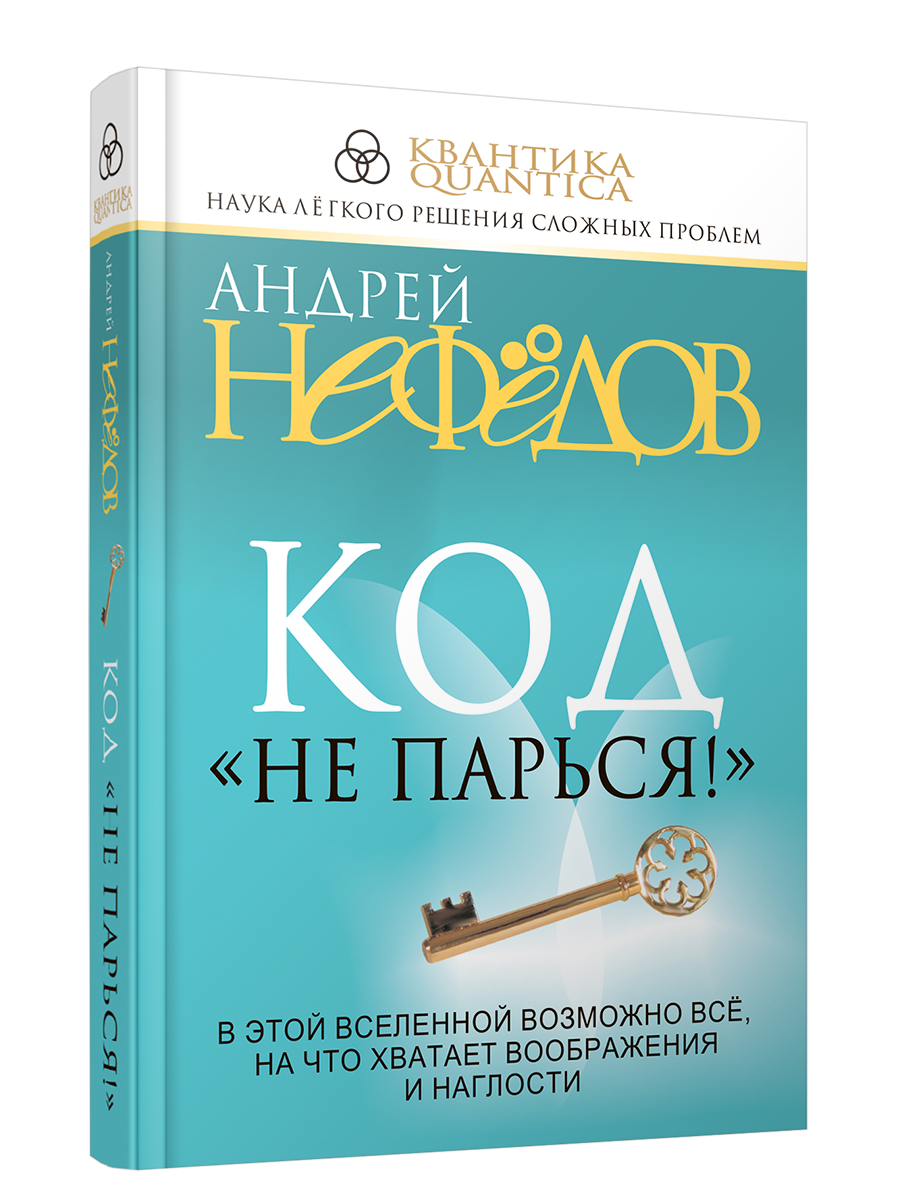 КВАНТИКА
QUANTICA
НАУКА ЛЁГКОГО РЕШЕНИЯ СЛОЖНЫХ ПРОБЛЕМ
АНДРЕЙ
НЕФЁДОВ
КОД
«НЕ ПАРЬСЯ!»
В ЭТОЙ ВСЕЛЕННОЙ ВОЗМОЖНО ВСЁ,
НА ЧТО ХВАТАЕТ ВООБРАЖЕНИЯ
И НАГЛОСТИ
КВАНТИКА
QUANTICA
АНДРЕЙ НЕФЁДОВ
КОД «НЕ ПАРЬСЯ!»